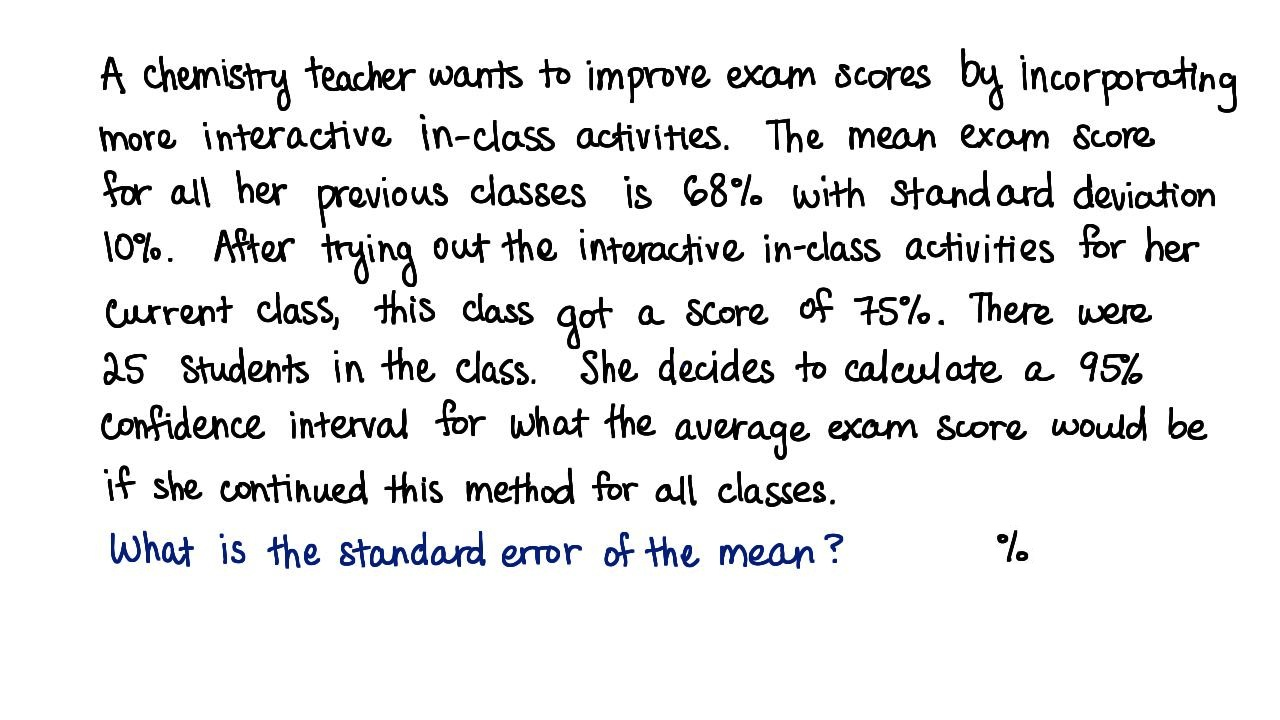 A chemistry teacher wants to improve exam scores by incorporating
more interactive in-class activities. The mean exam score
for all her previous classes is 68% with standard deviation
10%. After trying out the interactive in-class activities for her
current class, this class got a score of 75%. There were
25 students in the class. She decides to calculate a 95%
confidence interval for what the average exam score would be
if she continued this method for all classes.
What is the standard error of the mean? %